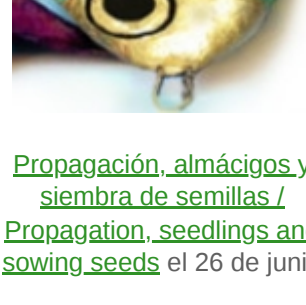 Propagación, almácigos y
siembra de semillas /
Propagation, seedlings an
sowing seeds el 26 de juni